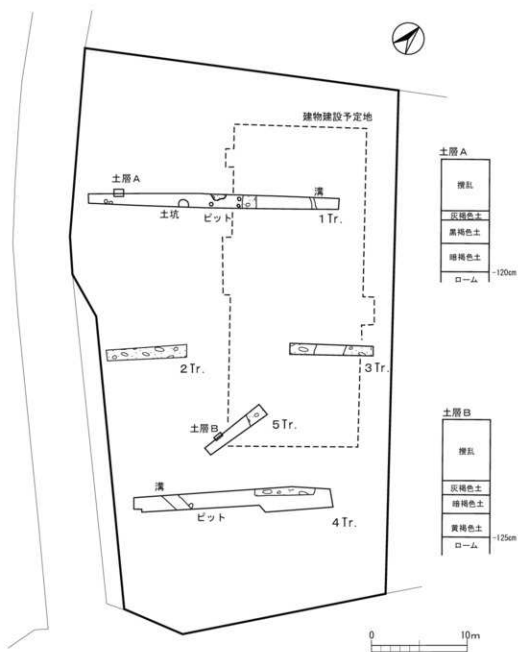 建物建設予定地
土層A
溝
土坑
ピット
1Tr.
2Tr.
3Tr.
土層B
5Tr.
溝
ピット
4Tr.
土層A
攪乱
灰褐色土
黒褐色土
暗褐色土
-120cm
ローム
土層B
攪乱
灰褐色土
暗褐色土
黄褐色土
-125cm
ローム
0
10m